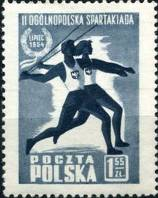 II OGÓLNOPOLSKA SPARTAKIADA
LIPIEC
1954
POCZTA
POLSKA
1 55
ZŁ.